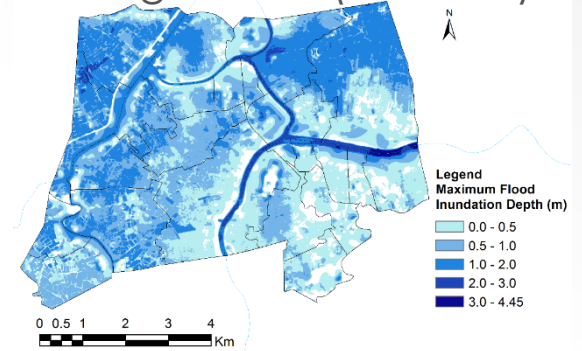 N
Legend
Maximum Flood
Inundation Depth (m)
0.0 - 0.5
0.5 - 1.0
1.0 - 2.0
2.0 - 3.0
3.0 - 4.45
0 0.5 1 2 3 4
Km